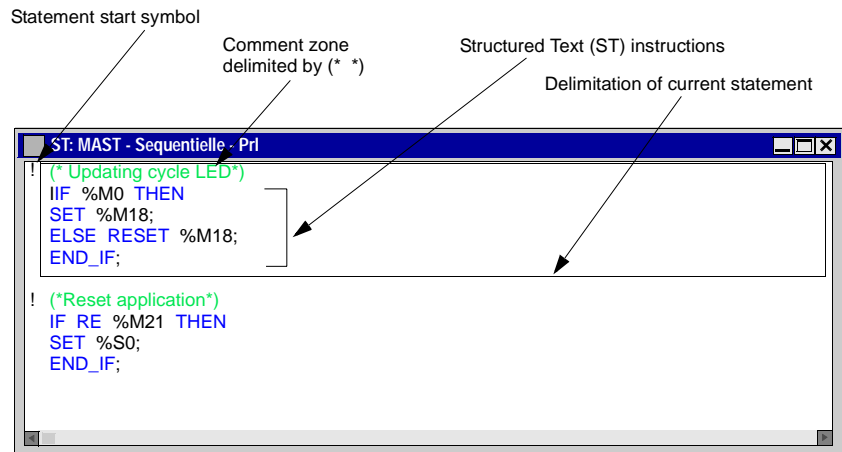 Statement start symbol
Comment zone
delimited by (* *)
Structured Text (ST) instructions
Delimitation of current statement
ST: MAST - Sequentielle - Prl
! (* Updating cycle LED*)
IIF %M0 THEN
SET %M18;
ELSE RESET %M18;
END_IF;
! (*Reset application*)
IF RE %M21 THEN
SET %S0;
END_IF;